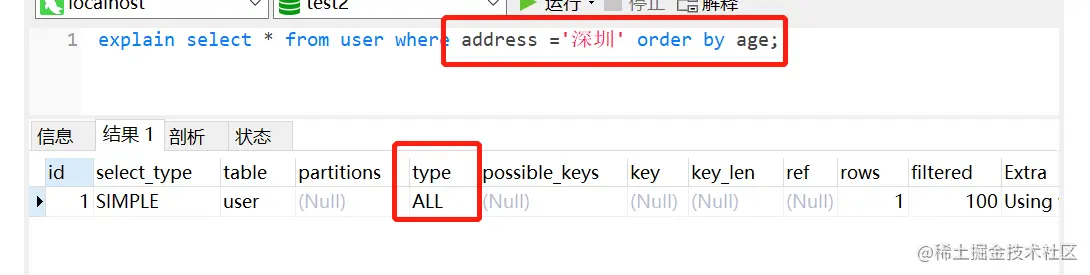 localhost test2 运行 停止 解释
1 explain select * from user where address ='深圳' order by age;
信息 结果 1 剖析 状态
id select_type table partitions type possible_keys key key_len ref rows filtered Extra
1 SIMPLE user (Null) ALL (Null) (Null) (Null) (Null) 1 100 Using
@稀土掘金技术社区